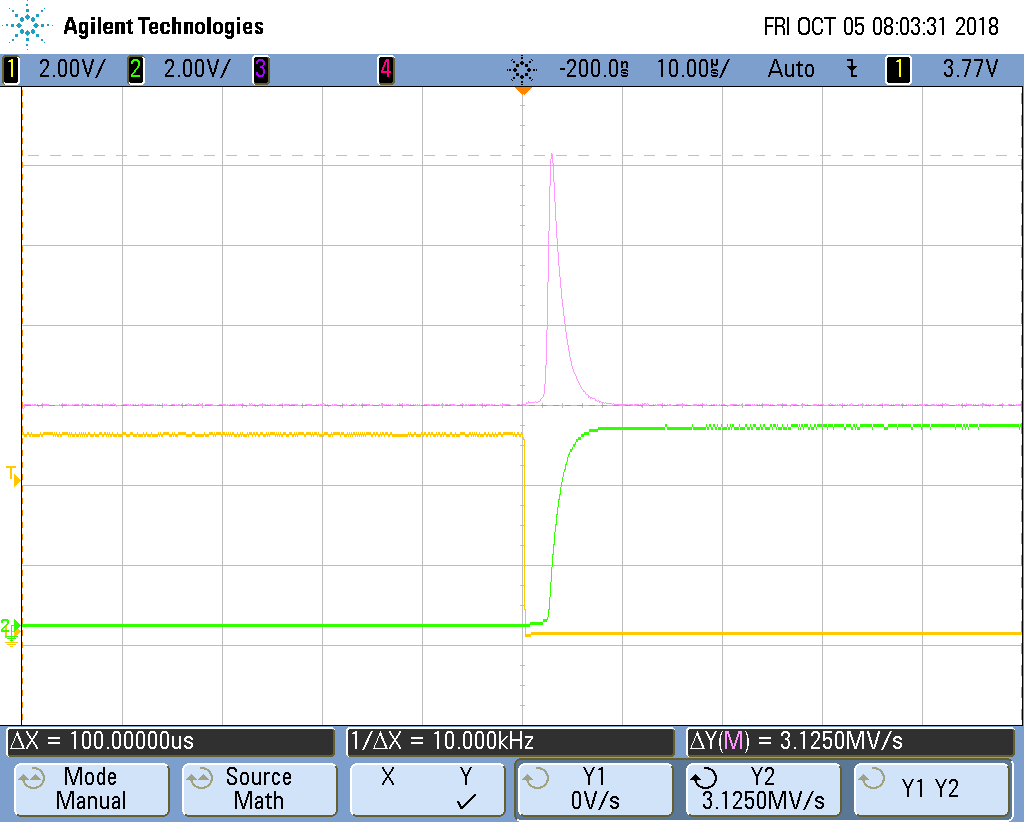 Agilent Technologies FRI OCT 05 08:03:31 2018
1 2.00V/ 2 2.00V/ 3 4 -200.0ns 10.00us/ Auto 1 3.77V
T
2
ΔX = 100.00000us 1/ΔX = 10.000kHz ΔY(M) = 3.1250MV/s
Mode Source X Y Y1 Y2 Y1 Y2
Manual Math ✓ 0V/s 3.1250MV/s